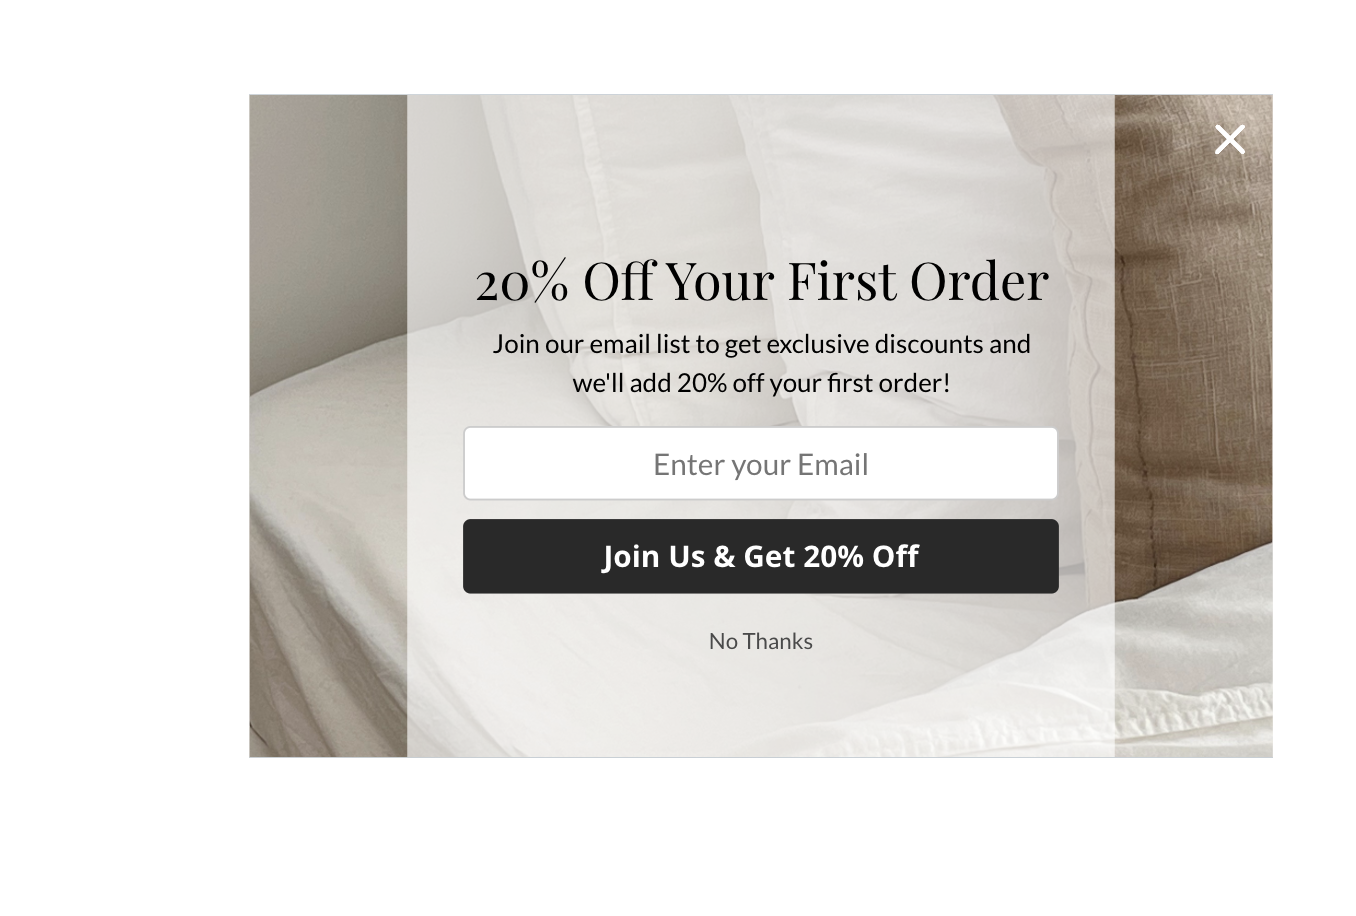 20% Off Your First Order
Join our email list to get exclusive discounts and
we'll add 20% off your first order!
Enter your Email
Join Us & Get 20% Off
No Thanks